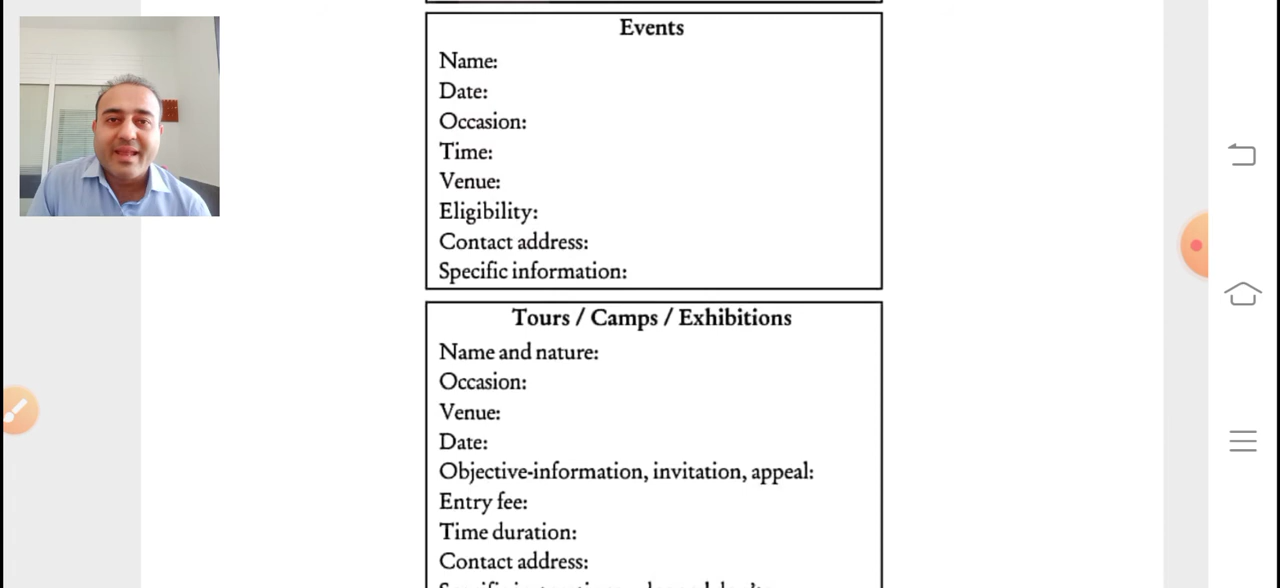 Events
Name:
Date:
Occasion:
Time:
Venue:
Eligibility:
Contact address:
Specific information:
Tours / Camps / Exhibitions
Name and nature:
Occasion:
Venue:
Date:
Objective-information, invitation, appeal:
Entry fee:
Time duration:
Contact address: